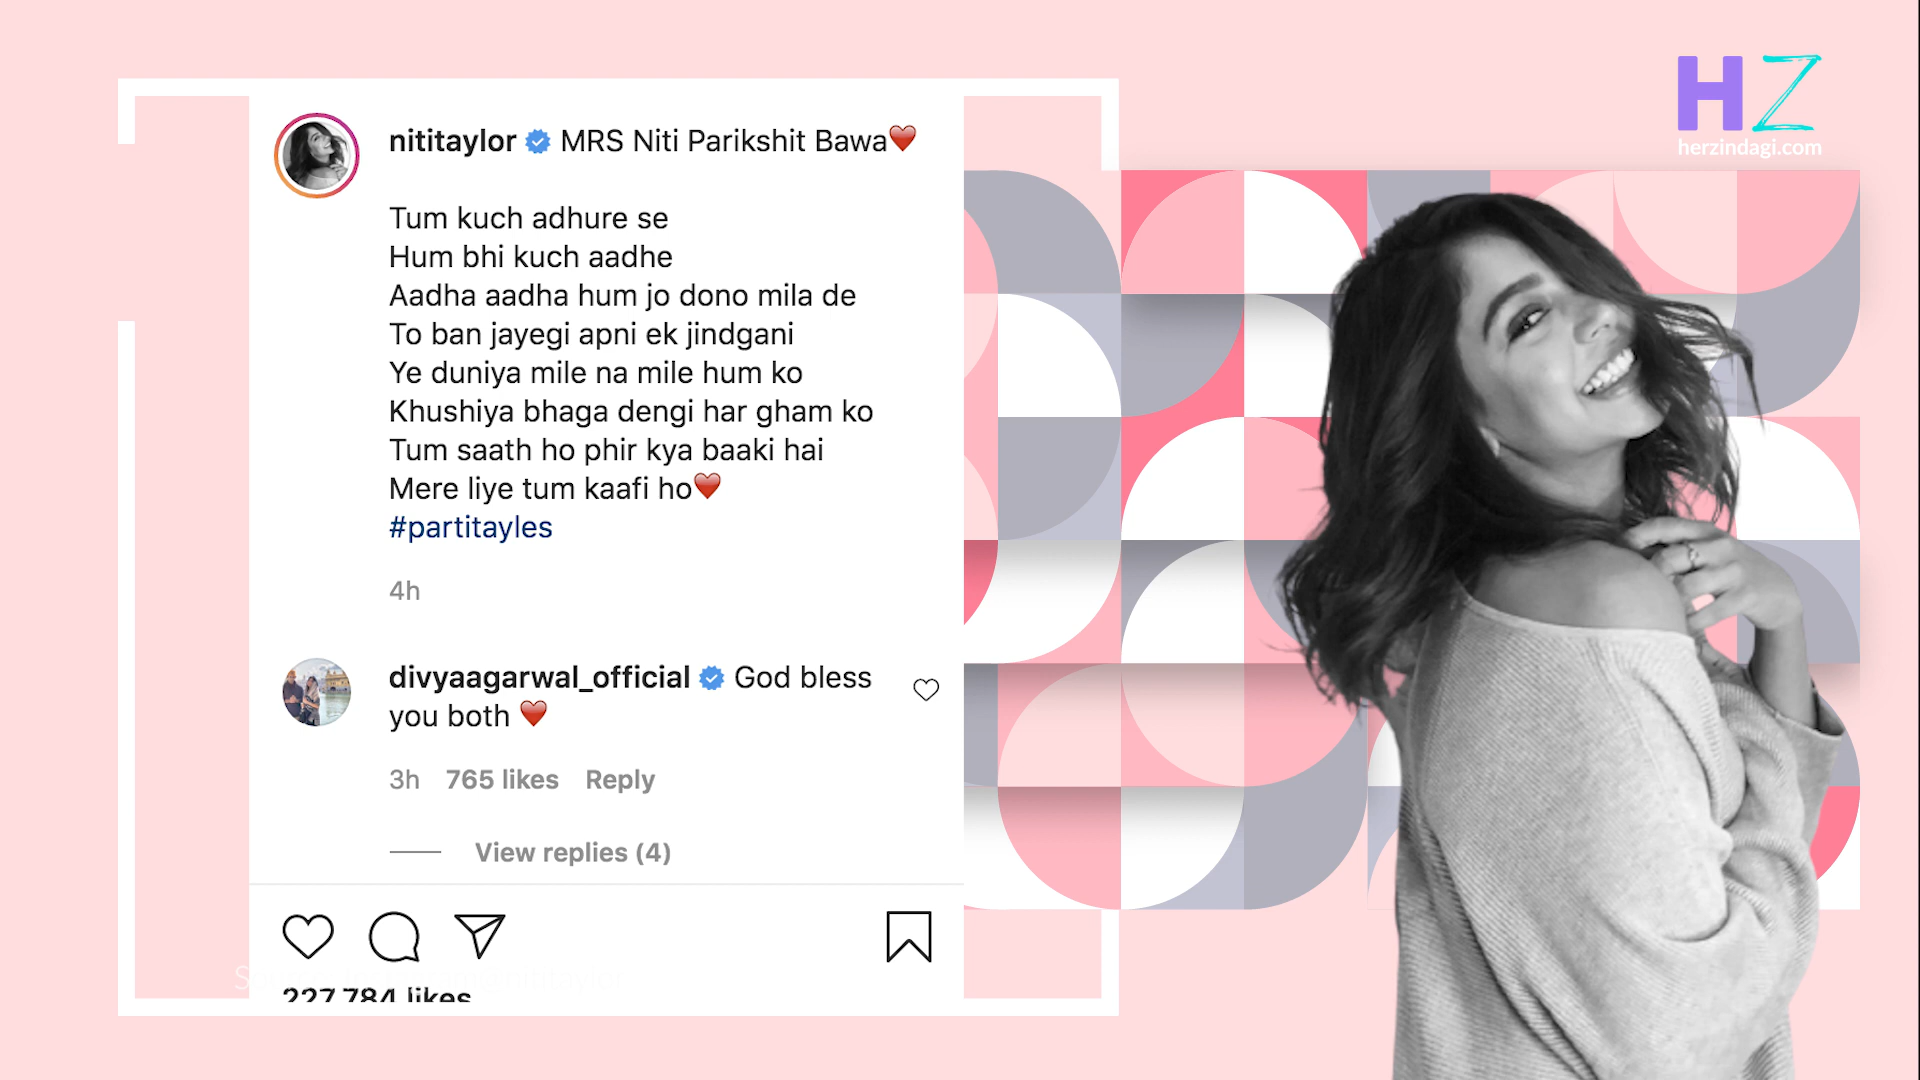 HZ
herzindagi.com
nititaylor MRS Niti Parikshit Bawa❤️
Tum kuch adhure se
Hum bhi kuch aadhe
Aadha aadha hum jo dono mila de
To ban jayegi apni ek jindgani
Ye duniya mile na mile hum ko
Khushiya bhaga dengi har gham ko
Tum saath ho phir kya baaki hai
Mere liye tum kaafi ho❤️
#partitayles
4h
divyaagarwal_official God bless
you both ❤️
3h 765 likes Reply
View replies (4)
227,784 likes